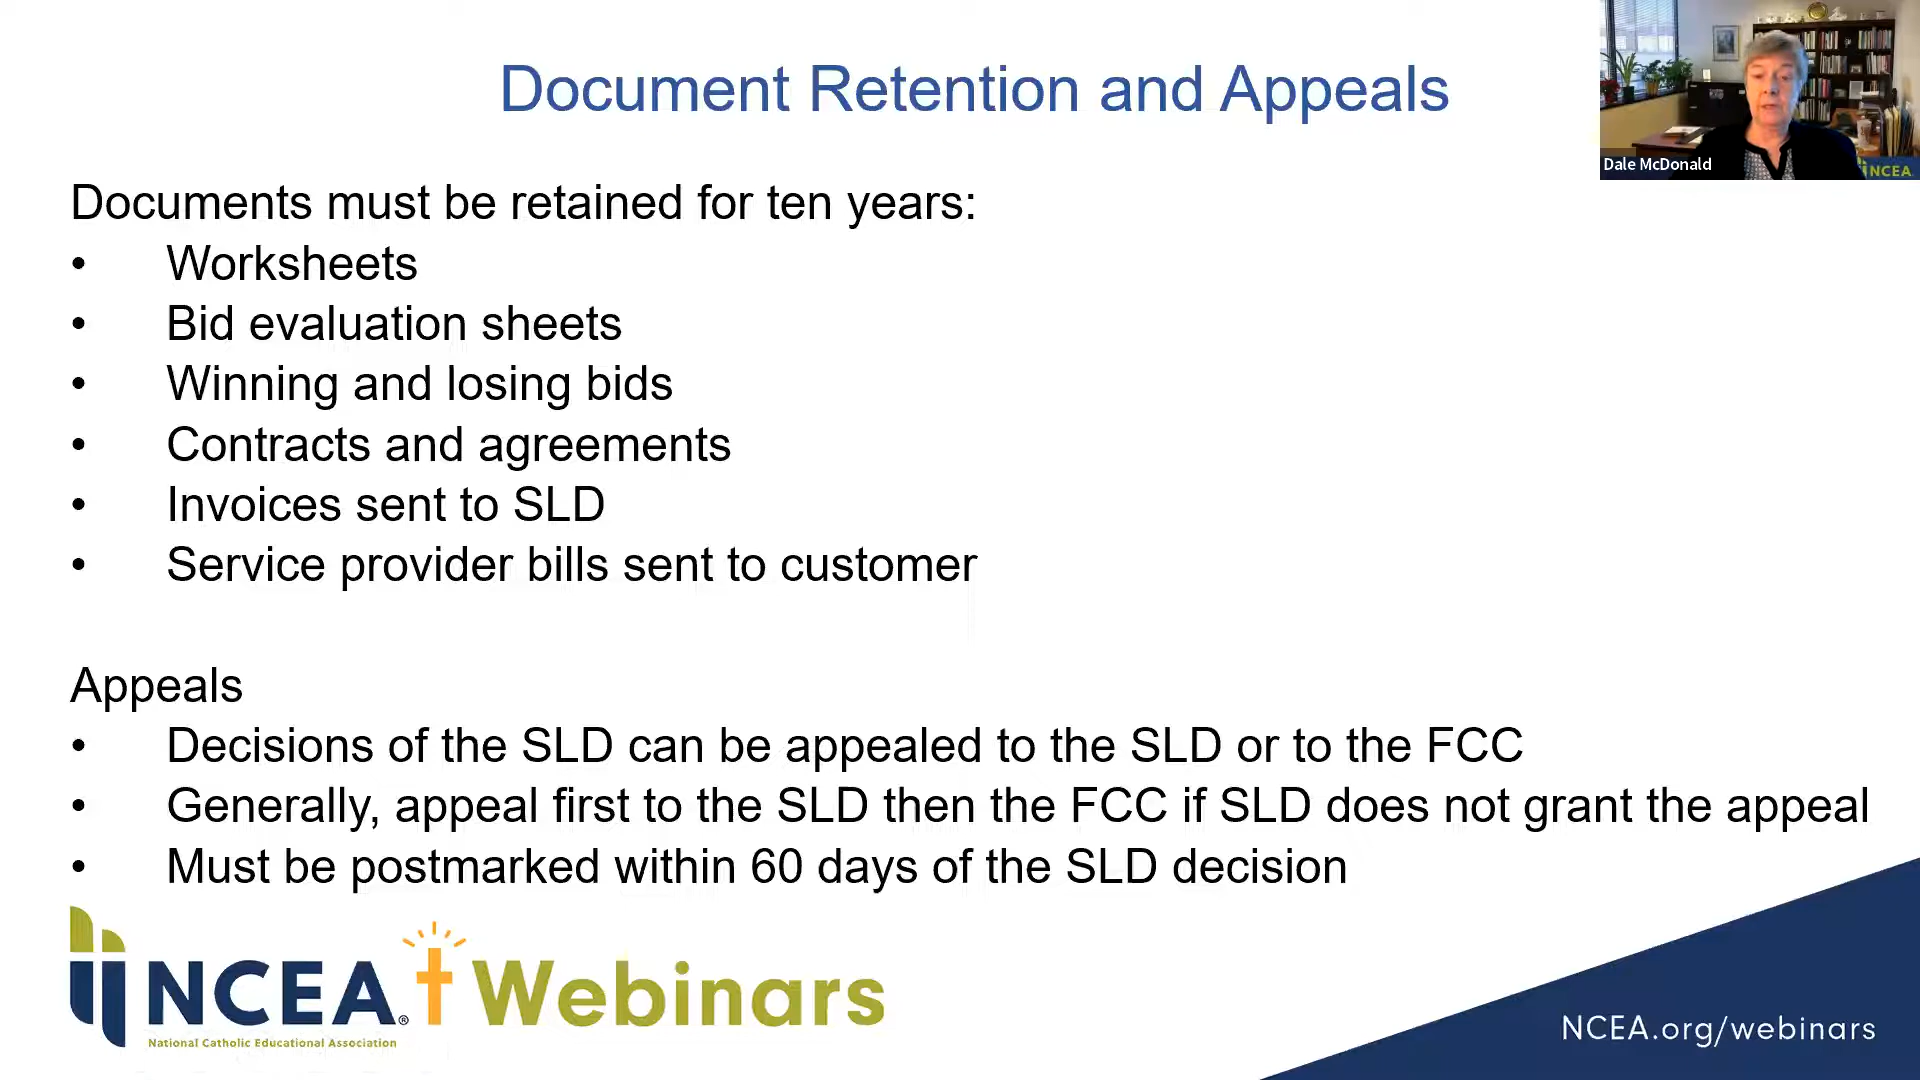 Document Retention and Appeals
Dale McDonald
NCEA.
Documents must be retained for ten years:
• Worksheets
• Bid evaluation sheets
• Winning and losing bids
• Contracts and agreements
• Invoices sent to SLD
• Service provider bills sent to customer
Appeals
• Decisions of the SLD can be appealed to the SLD or to the FCC
• Generally, appeal first to the SLD then the FCC if SLD does not grant the appeal
• Must be postmarked within 60 days of the SLD decision
NCEA® Webinars
National Catholic Educational Association
NCEA.org/webinars